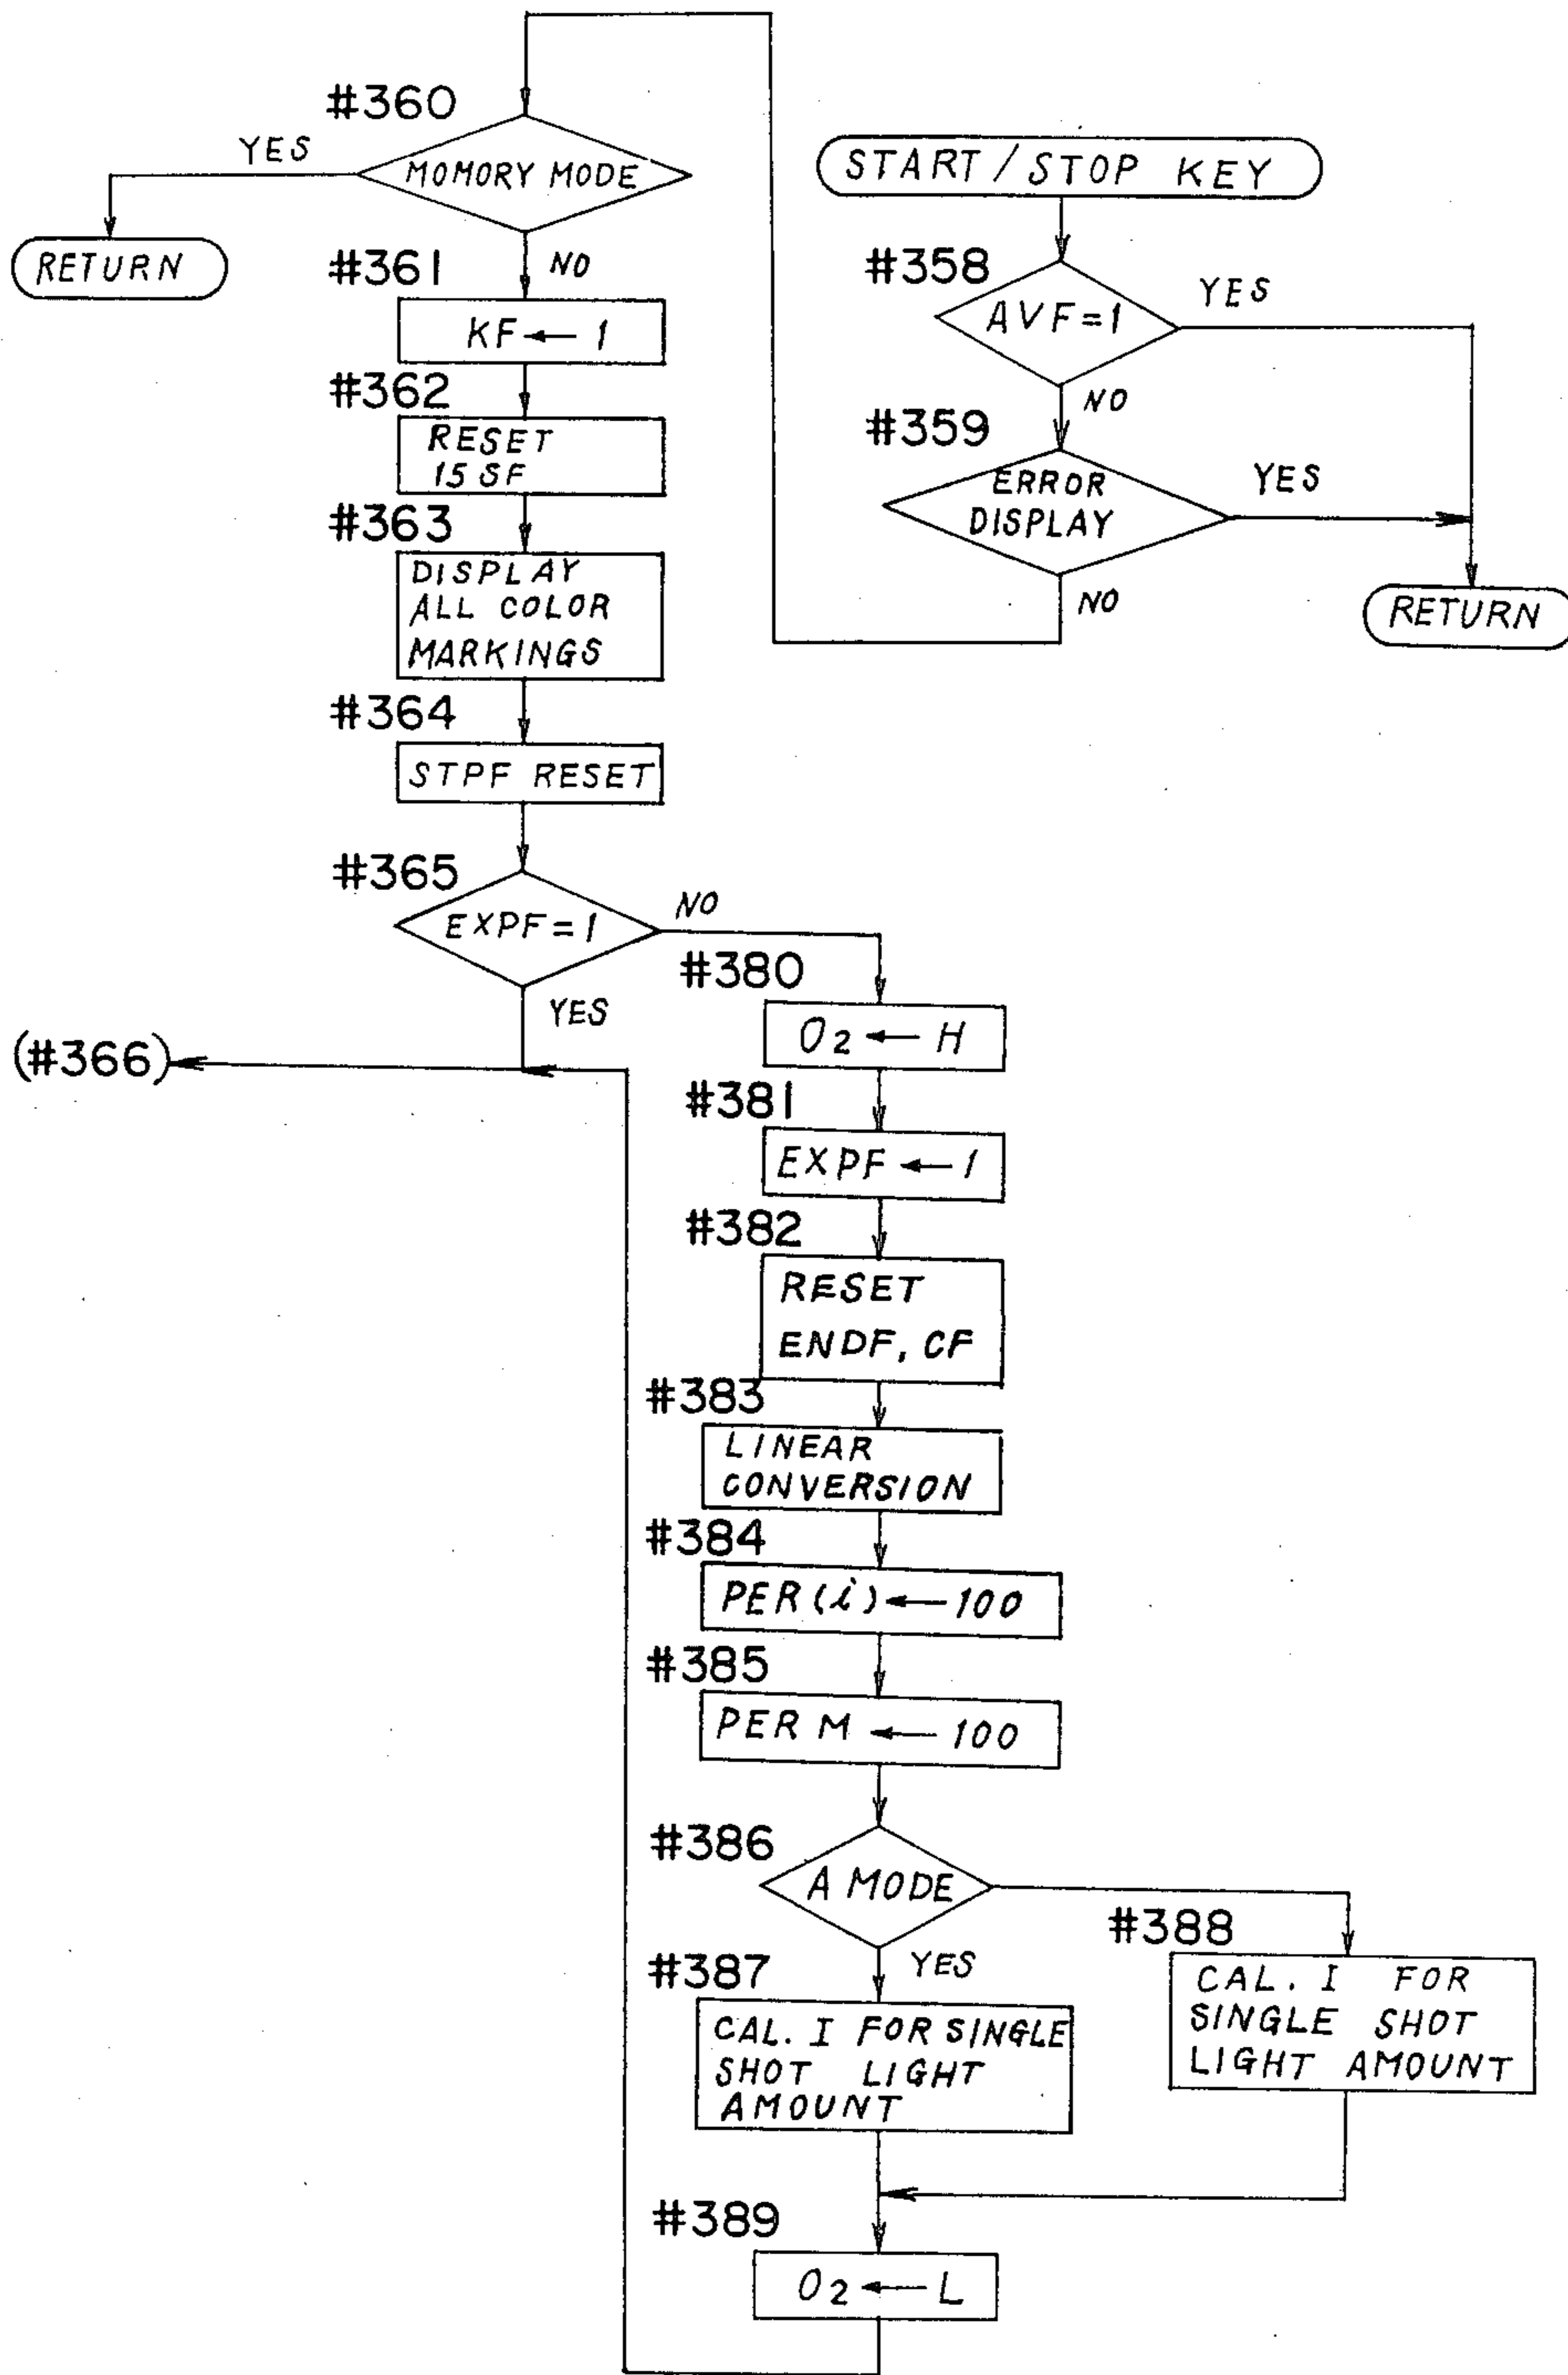 START / STOP KEY
#358
AVF=1
YES
NO
#359
ERROR
DISPLAY
YES
NO
RETURN
#360
MOMORY MODE
YES
RETURN
NO
#361
KF ← 1
#362
RESET
15 SF
#363
DISPLAY
ALL COLOR
MARKINGS
#364
STPF RESET
#365
EXPF=1
NO
YES
(#366)
#380
O2 ← H
#381
EXPF ← 1
#382
RESET
ENDF, CF
#383
LINEAR
CONVERSION
#384
PER(i) ← 100
#385
PER M ← 100
#386
A MODE
YES
#387
CAL. I FOR SINGLE
SHOT LIGHT
AMOUNT
#388
CAL. I FOR
SINGLE SHOT
LIGHT AMOUNT
#389
O2 ← L